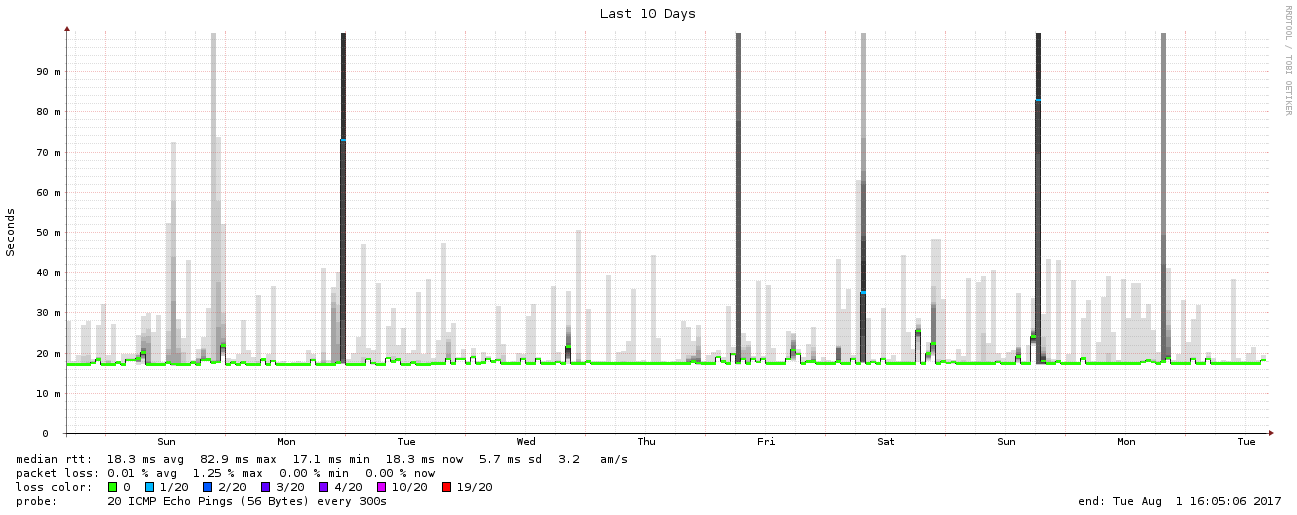 Last 10 Days
RRDTOOL / TOBI OETIKER
Seconds
90 m
80 m
70 m
60 m
50 m
40 m
30 m
20 m
10 m
0
Sun Mon Tue Wed Thu Fri Sat Sun Mon Tue
median rtt: 18.3 ms avg 82.9 ms max 17.1 ms min 18.3 ms now 5.7 ms sd 3.2 am/s
packet loss: 0.01 % avg 1.25 % max 0.00 % min 0.00 % now
loss color: 0 1/20 2/20 3/20 4/20 10/20 19/20
probe: 20 ICMP Echo Pings (56 Bytes) every 300s end: Tue Aug 1 16:05:06 2017